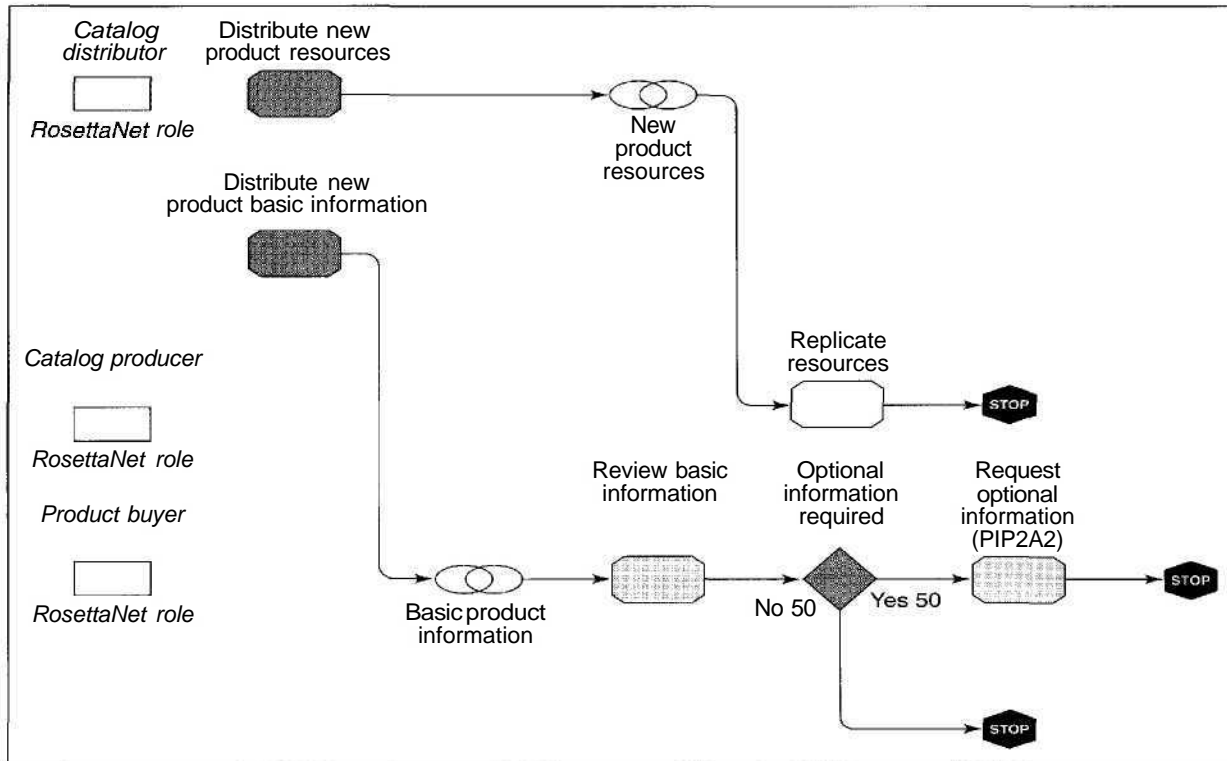 Catalog
distributor
RosettaNet role
Distribute new
product resources
New
product
resources
Distribute new
product basic information
Catalog producer
RosettaNet role
Replicate
resources
STOP
Product buyer
RosettaNet role
Basic product
information
Review basic
information
Optional
information
required
No 50
Yes 50
Request
optional
information
(PIP2A2)
STOP
STOP